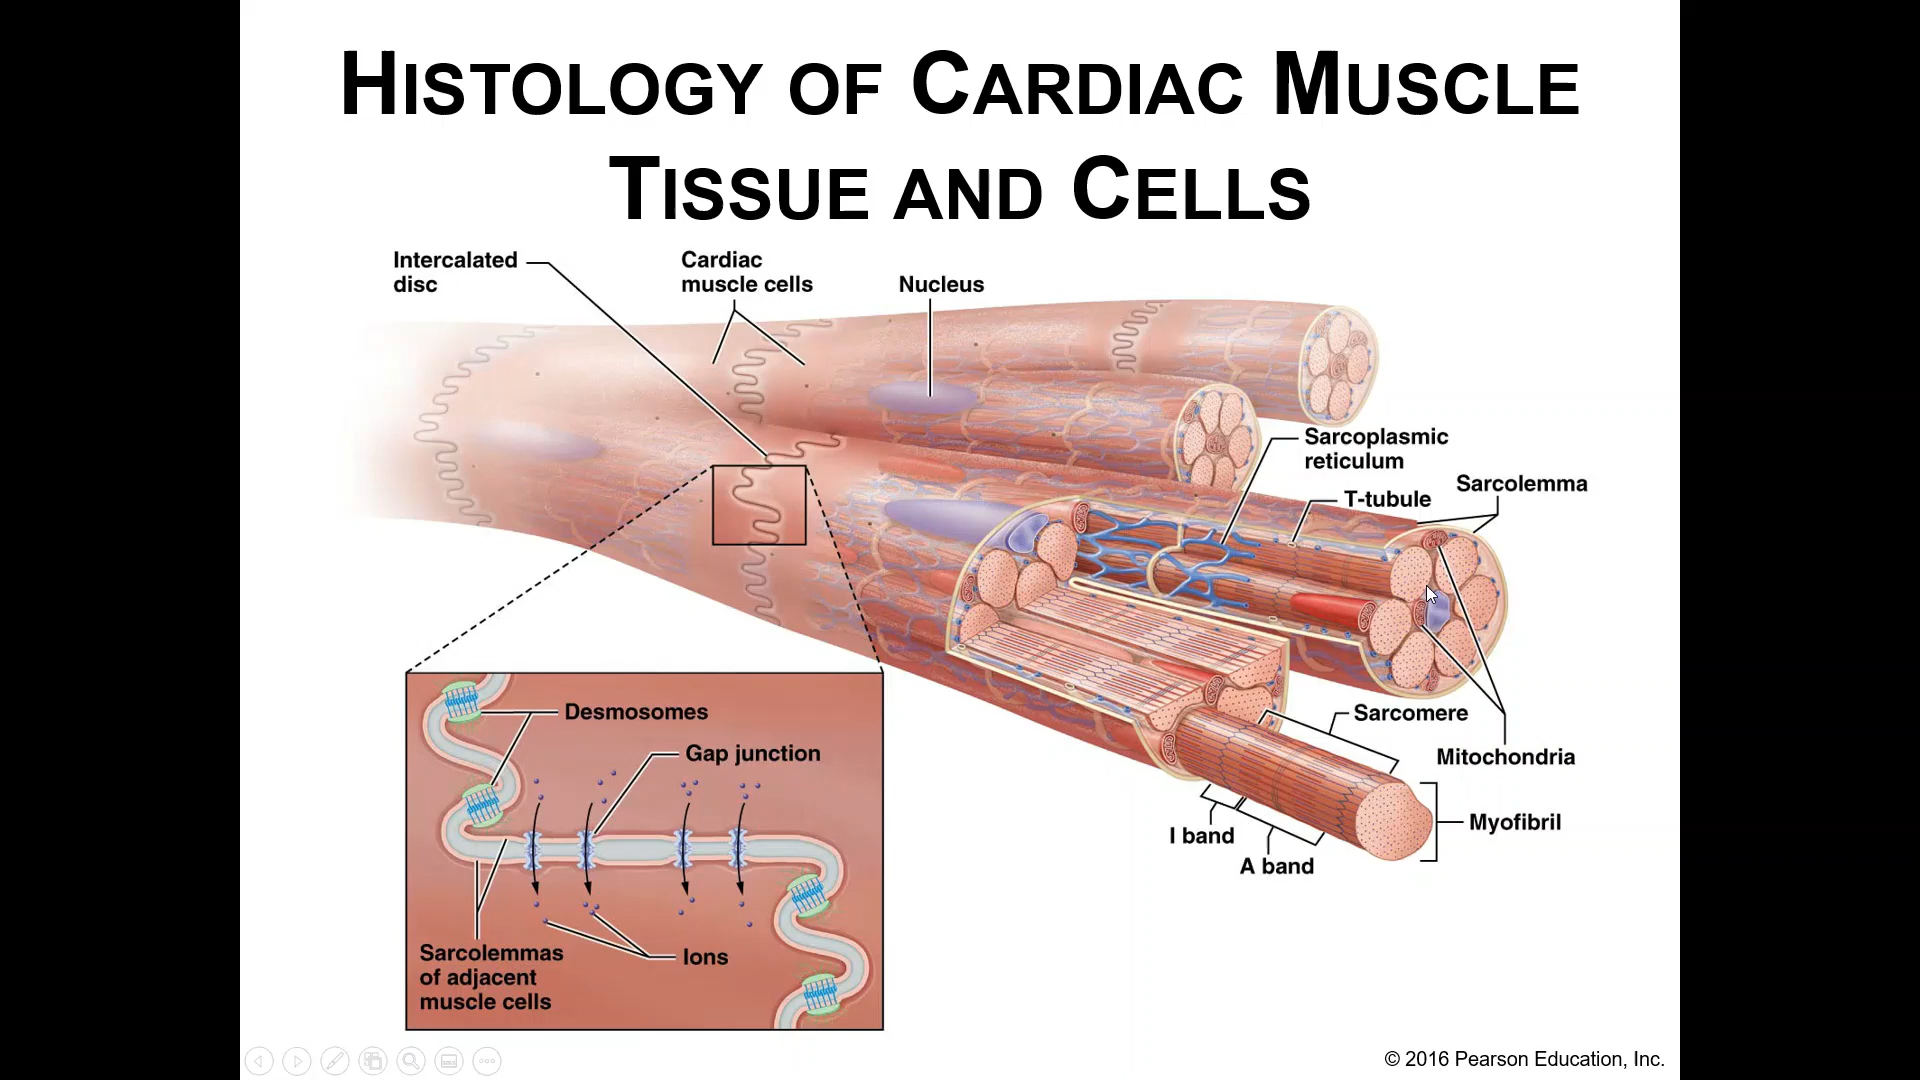 HISTOLOGY OF CARDIAC MUSCLE
TISSUE AND CELLS
Intercalated
disc
Cardiac
muscle cells
Nucleus
Sarcoplasmic
reticulum
T-tubule
Sarcolemma
Desmosomes
Gap junction
Sarcomere
Mitochondria
Myofibril
I band
A band
Sarcolemmas
of adjacent
muscle cells
Ions
© 2016 Pearson Education, Inc.